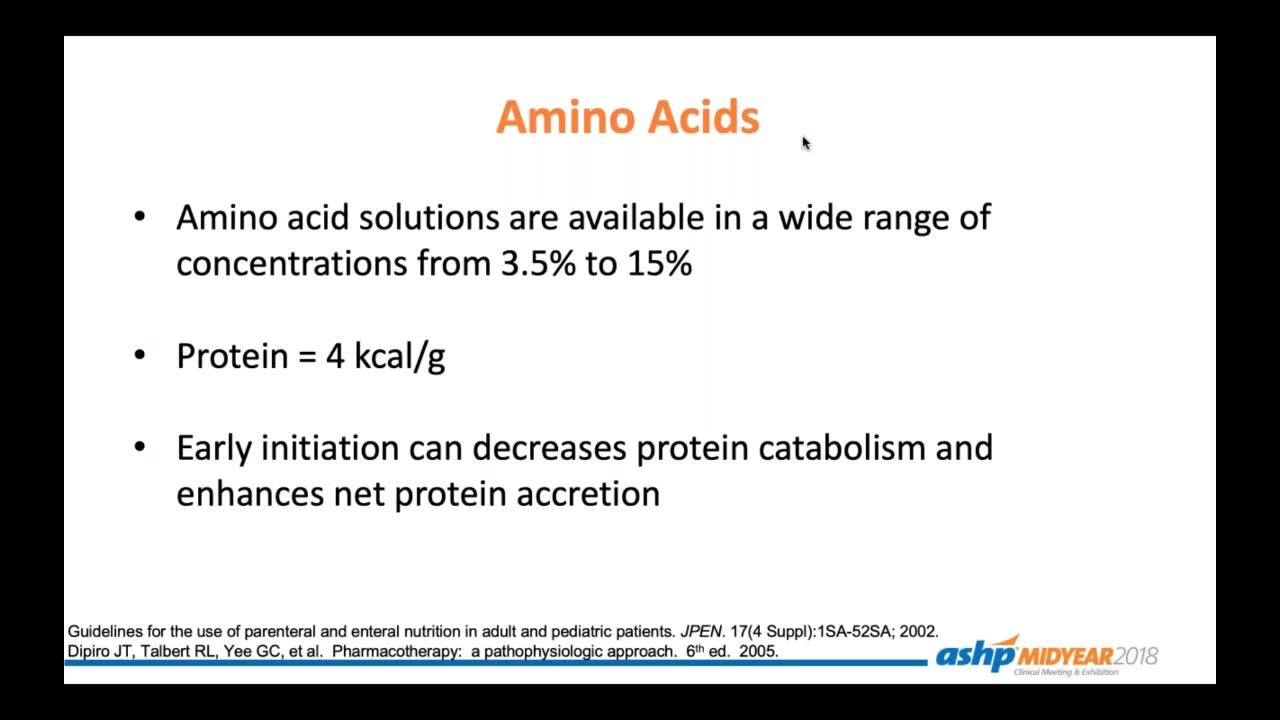 Amino Acids
• Amino acid solutions are available in a wide range of
concentrations from 3.5% to 15%
• Protein = 4 kcal/g
• Early initiation can decreases protein catabolism and
enhances net protein accretion
Guidelines for the use of parenteral and enteral nutrition in adult and pediatric patients. JPEN. 17(4 Suppl):1SA-52SA; 2002.
Dipiro JT, Talbert RL, Yee GC, et al. Pharmacotherapy: a pathophysiologic approach. 6th ed. 2005.
ashp MIDYEAR2018
Clinical Meeting & Exhibition